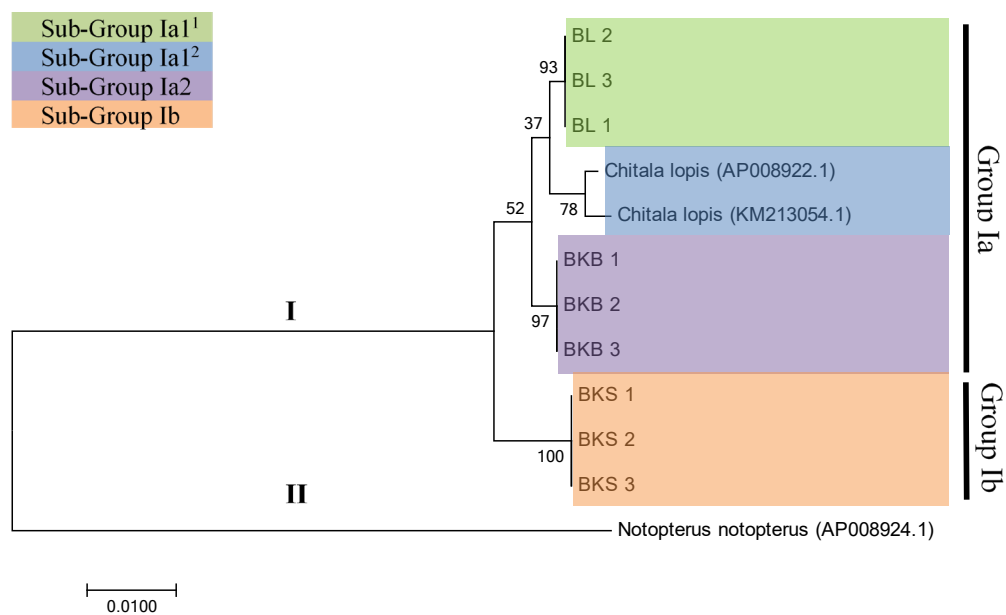 Sub-Group Ia1¹
Sub-Group Ia1²
Sub-Group Ia2
Sub-Group Ib
BL 2
93
BL 3
37
BL 1
Chitala lopis (AP008922.1)
52
78
Chitala lopis (KM213054.1)
BKB 1
BKB 2
97
BKB 3
Group Ia
I
BKS 1
BKS 2
100
BKS 3
Group Ib
II
Notopterus notopterus (AP008924.1)
0.0100